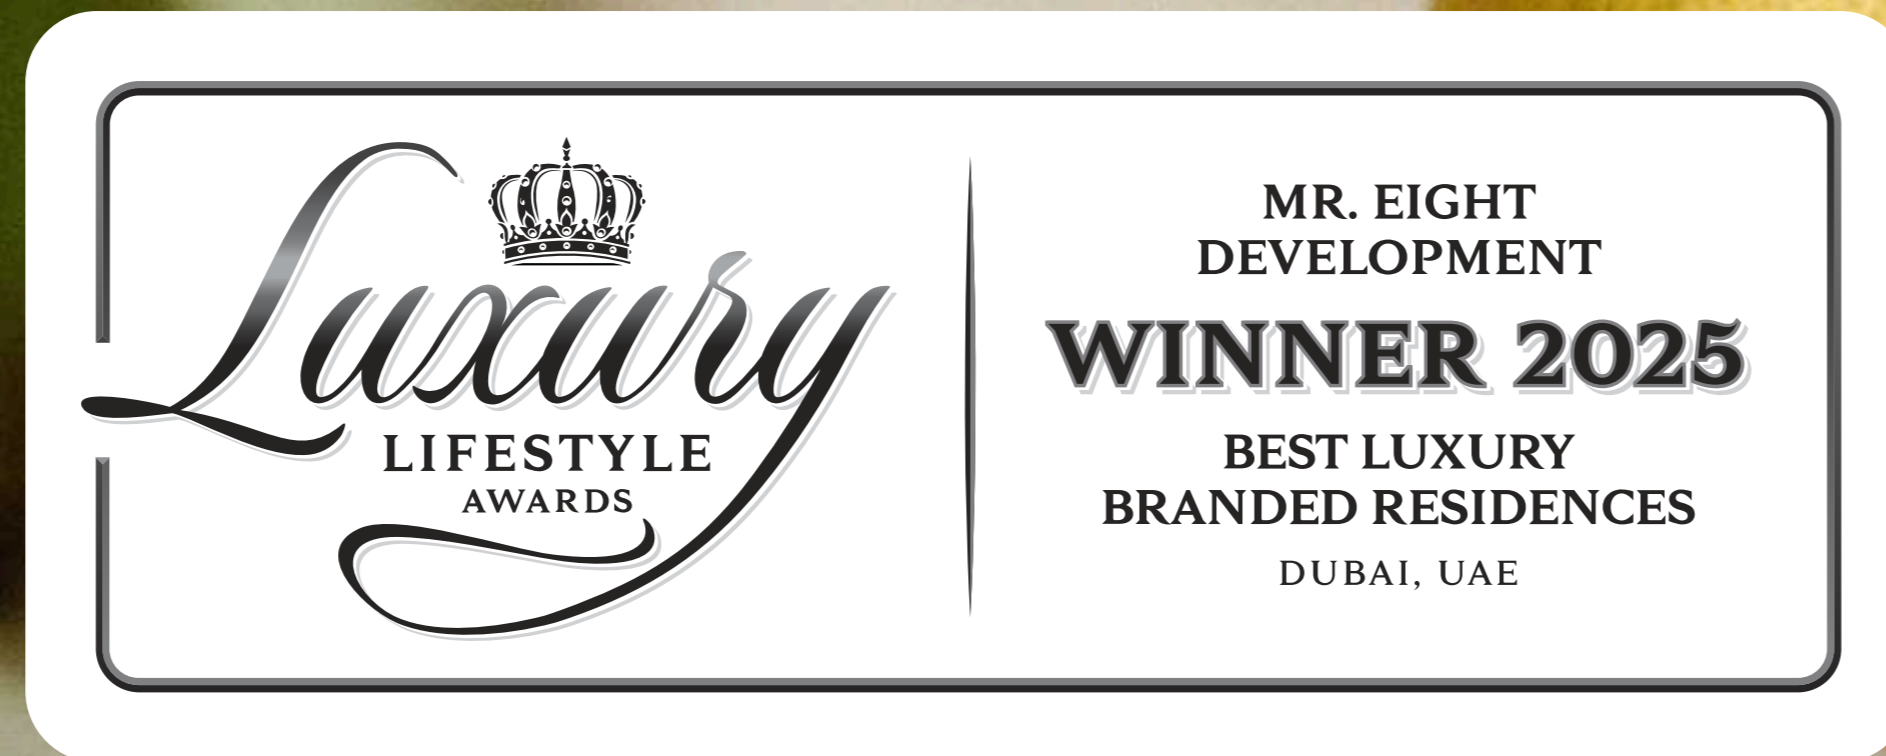 Luxury
LIFESTYLE
AWARDS
MR. EIGHT
DEVELOPMENT
WINNER 2025
BEST LUXURY
BRANDED RESIDENCES
DUBAI, UAE